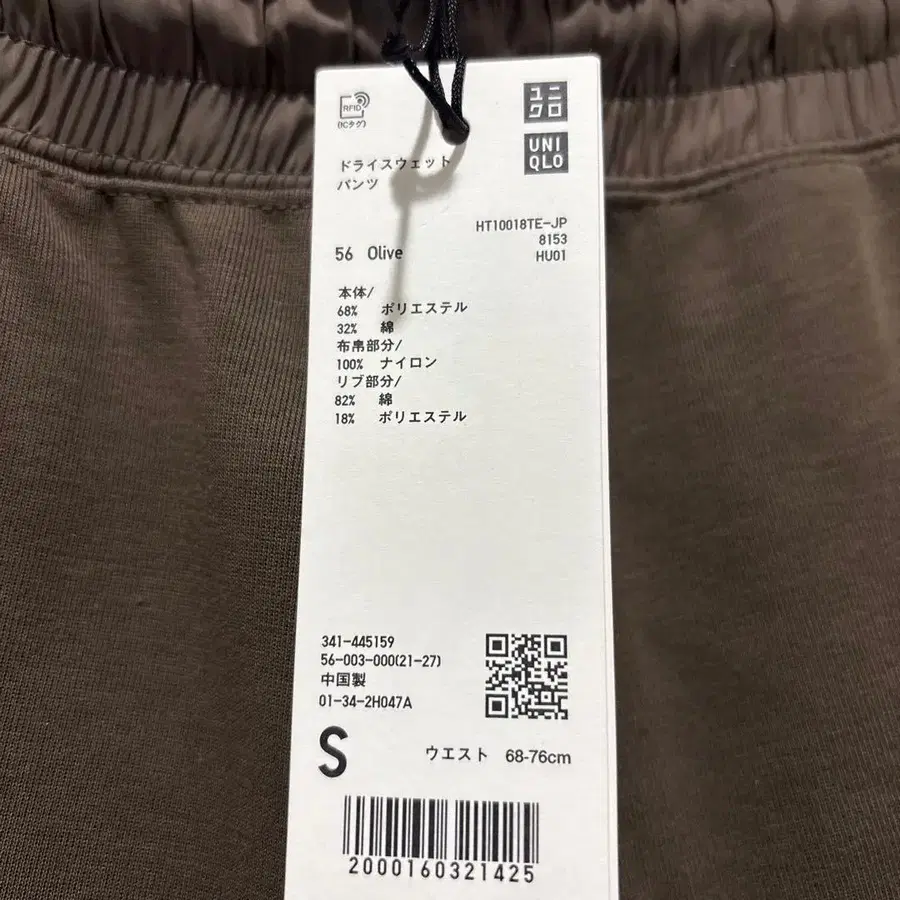 RFID
(ICタグ)
ユニ
クロ
UNI
QLO
ドライスウェット
パンツ
HT10018TE-JP
8153
HU01
56 Olive
本体/
68% ポリエステル
32% 綿
布帛部分/
100% ナイロン
リブ部分/
82% 綿
18% ポリエステル
341-445159
56-003-000(21-27)
中国製
01-34-2H047A
S
ウエスト 68-76cm
2000160321425